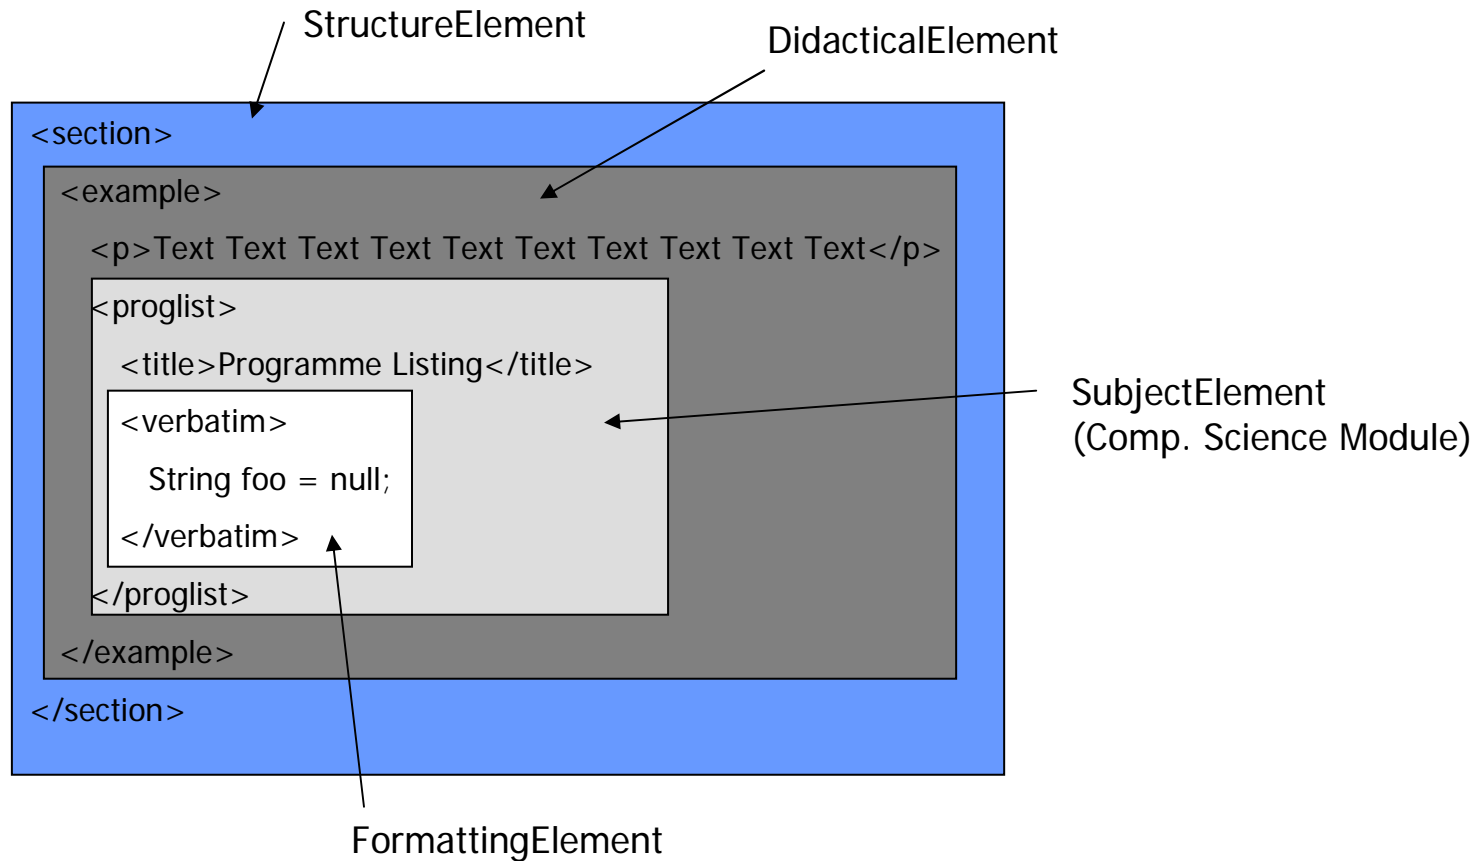 StructureElement
DidacticalElement
<section>
<example>
<p>Text Text Text Text Text Text Text Text Text Text</p>
<proglist>
<title>Programme Listing</title>
<verbatim>
String foo = null;
</verbatim>
</proglist>
</example>
</section>
SubjectElement
(Comp. Science Module)
FormattingElement